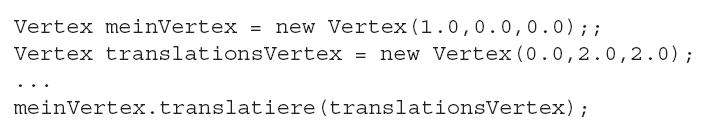 Vertex meinVertex = new Vertex(1.0,0.0,0.0);;
Vertex translationsVertex = new Vertex(0.0,2.0,2.0);
...
meinVertex.translatiere(translationsVertex);